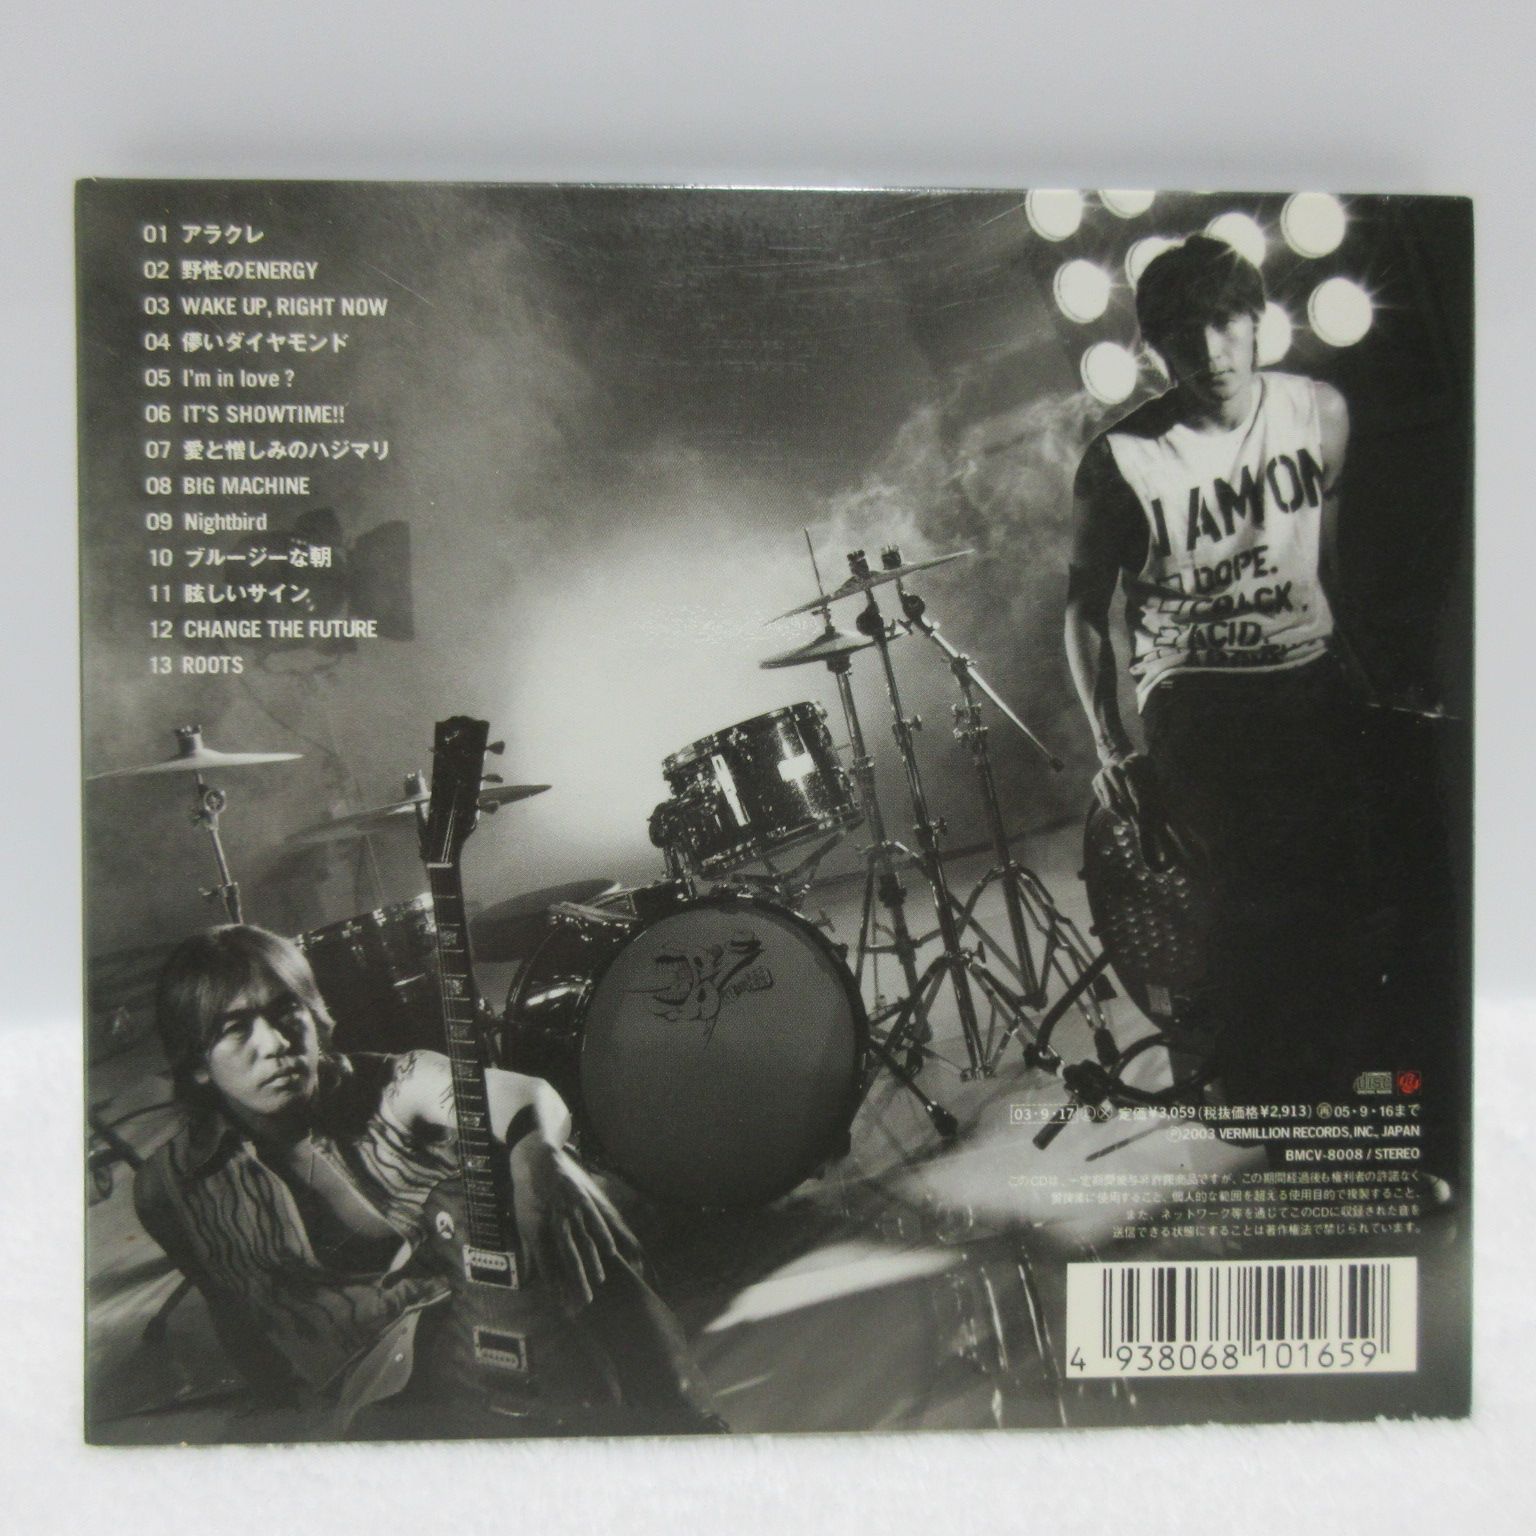 01 アラクレ
02 野性のENERGY
03 WAKE UP, RIGHT NOW
04 儚いダイヤモンド
05 I'm in love ?
06 IT'S SHOWTIME!!
07 愛と憎しみのハジマリ
08 BIG MACHINE
09 Nightbird
10 ブルージーな朝
11 眩しいサイン
12 CHANGE THE FUTURE
13 ROOTS
I AM ON
DOPE.
CRACK.
ACID.
B'z
DISC
03・9・17 Ⓛ Ⓧ 定価¥3,059(税抜価格¥2,913) ㊢05・9・16まで
Ⓟ2003 VERMILLION RECORDS, INC., JAPAN
BMCV-8008 / STEREO
このCDは、一定期間貸与非許諾商品ですが、この期間経過後も権利者の許諾なく
賃貸業に使用すること、個人的な範囲を超える使用目的で複製すること、
また、ネットワーク等を通じてこのCDに収録された音を
送信できる状態にすることは著作権法で禁じられています。
4 938068 101659